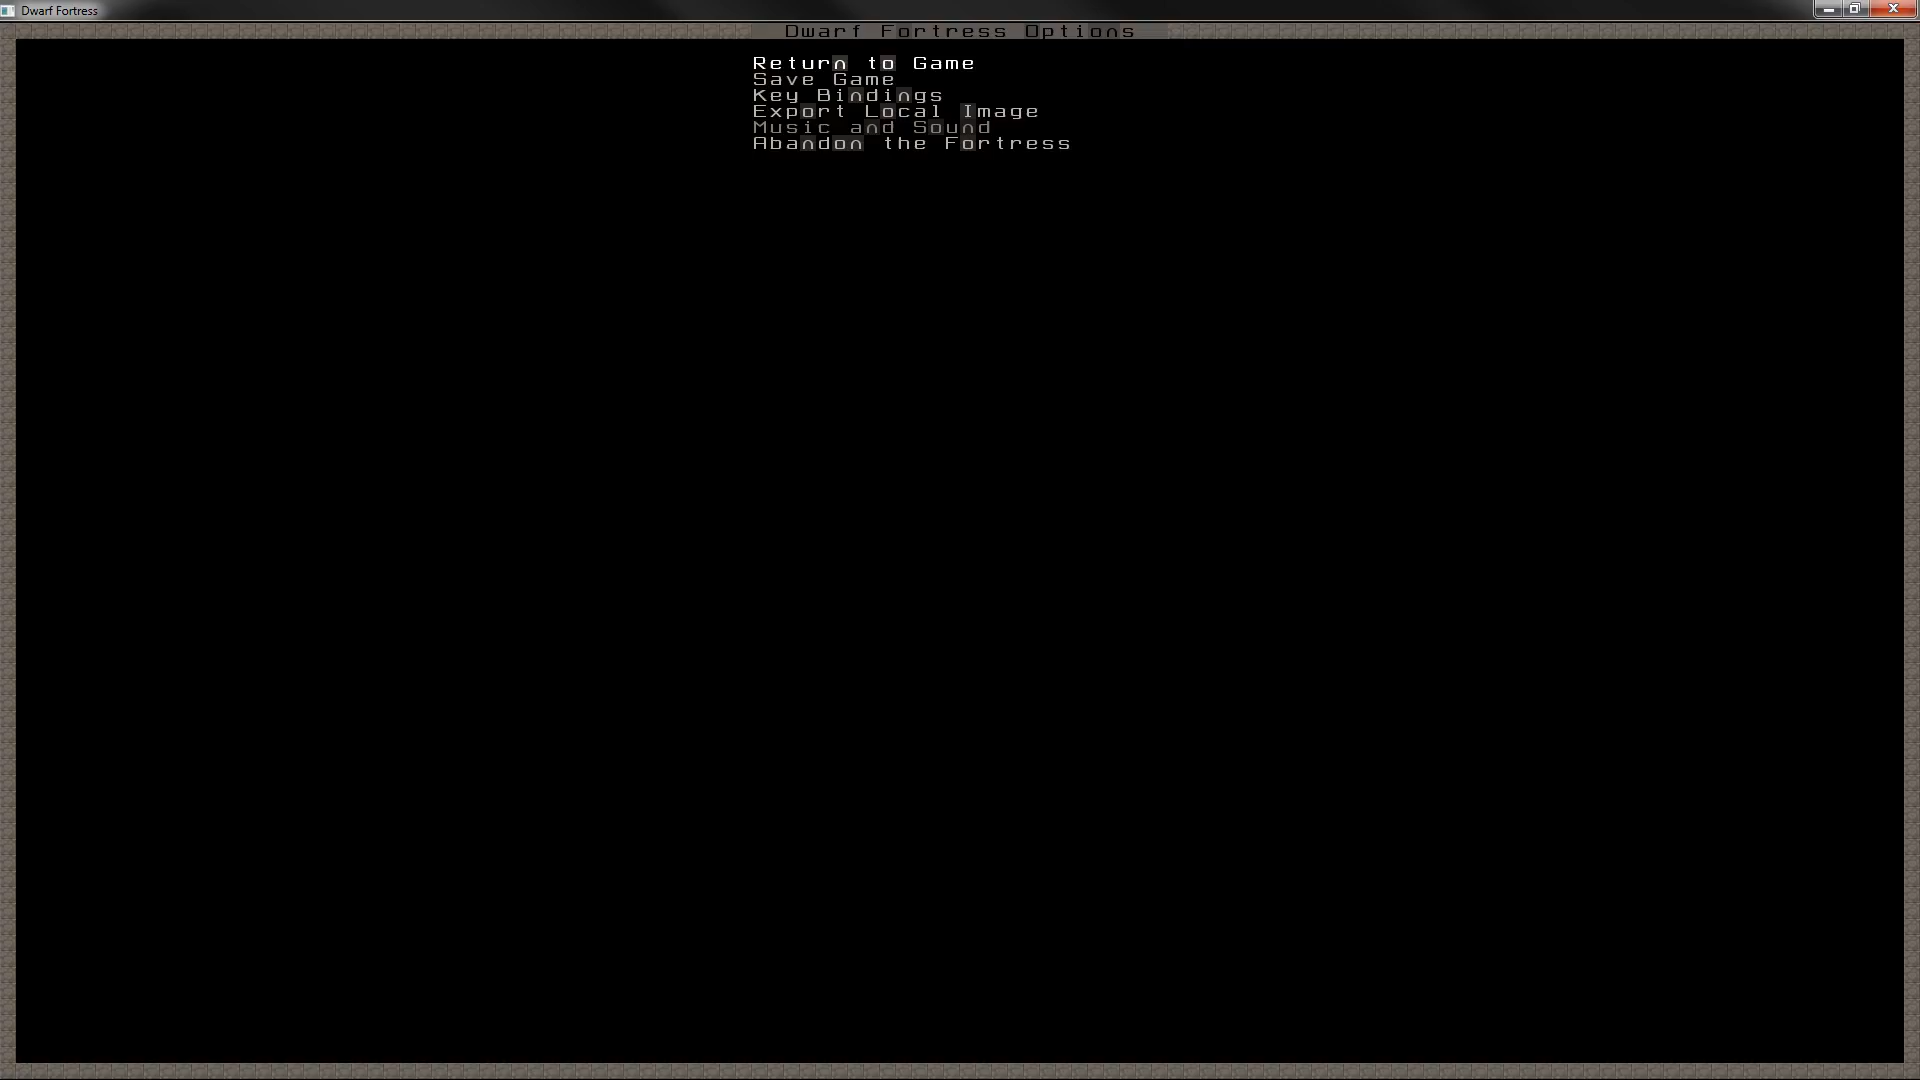 Dwarf Fortress
Dwarf Fortress Options
Return to Game
Save Game
Key Bindings
Export Local Image
Music and Sound
Abandon the Fortress